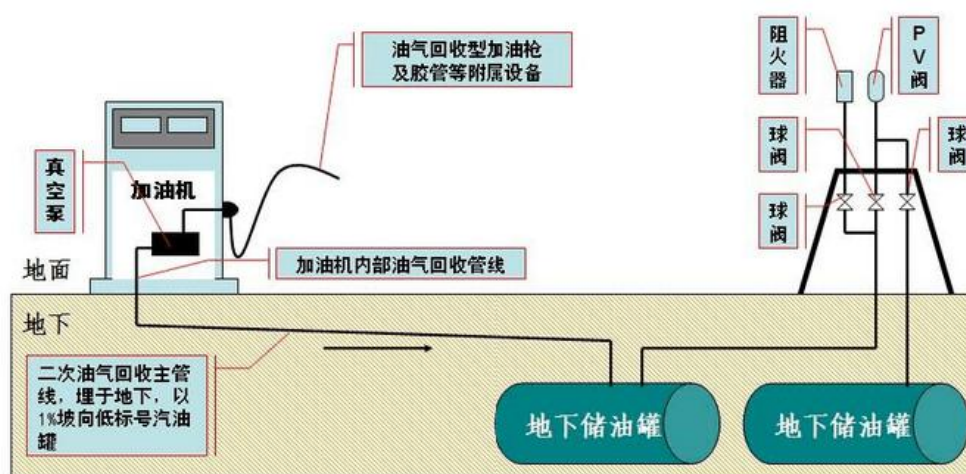 油气回收型加油枪
及胶管等附属设备
阻
火
器
P
V
阀
真
空
泵
加油机
球
阀
球
阀
球
阀
加油机内部油气回收管线
地面
地下
二次油气回收主管
线，埋于地下，以
1%坡向低标号汽油
罐
地下储油罐
地下储油罐